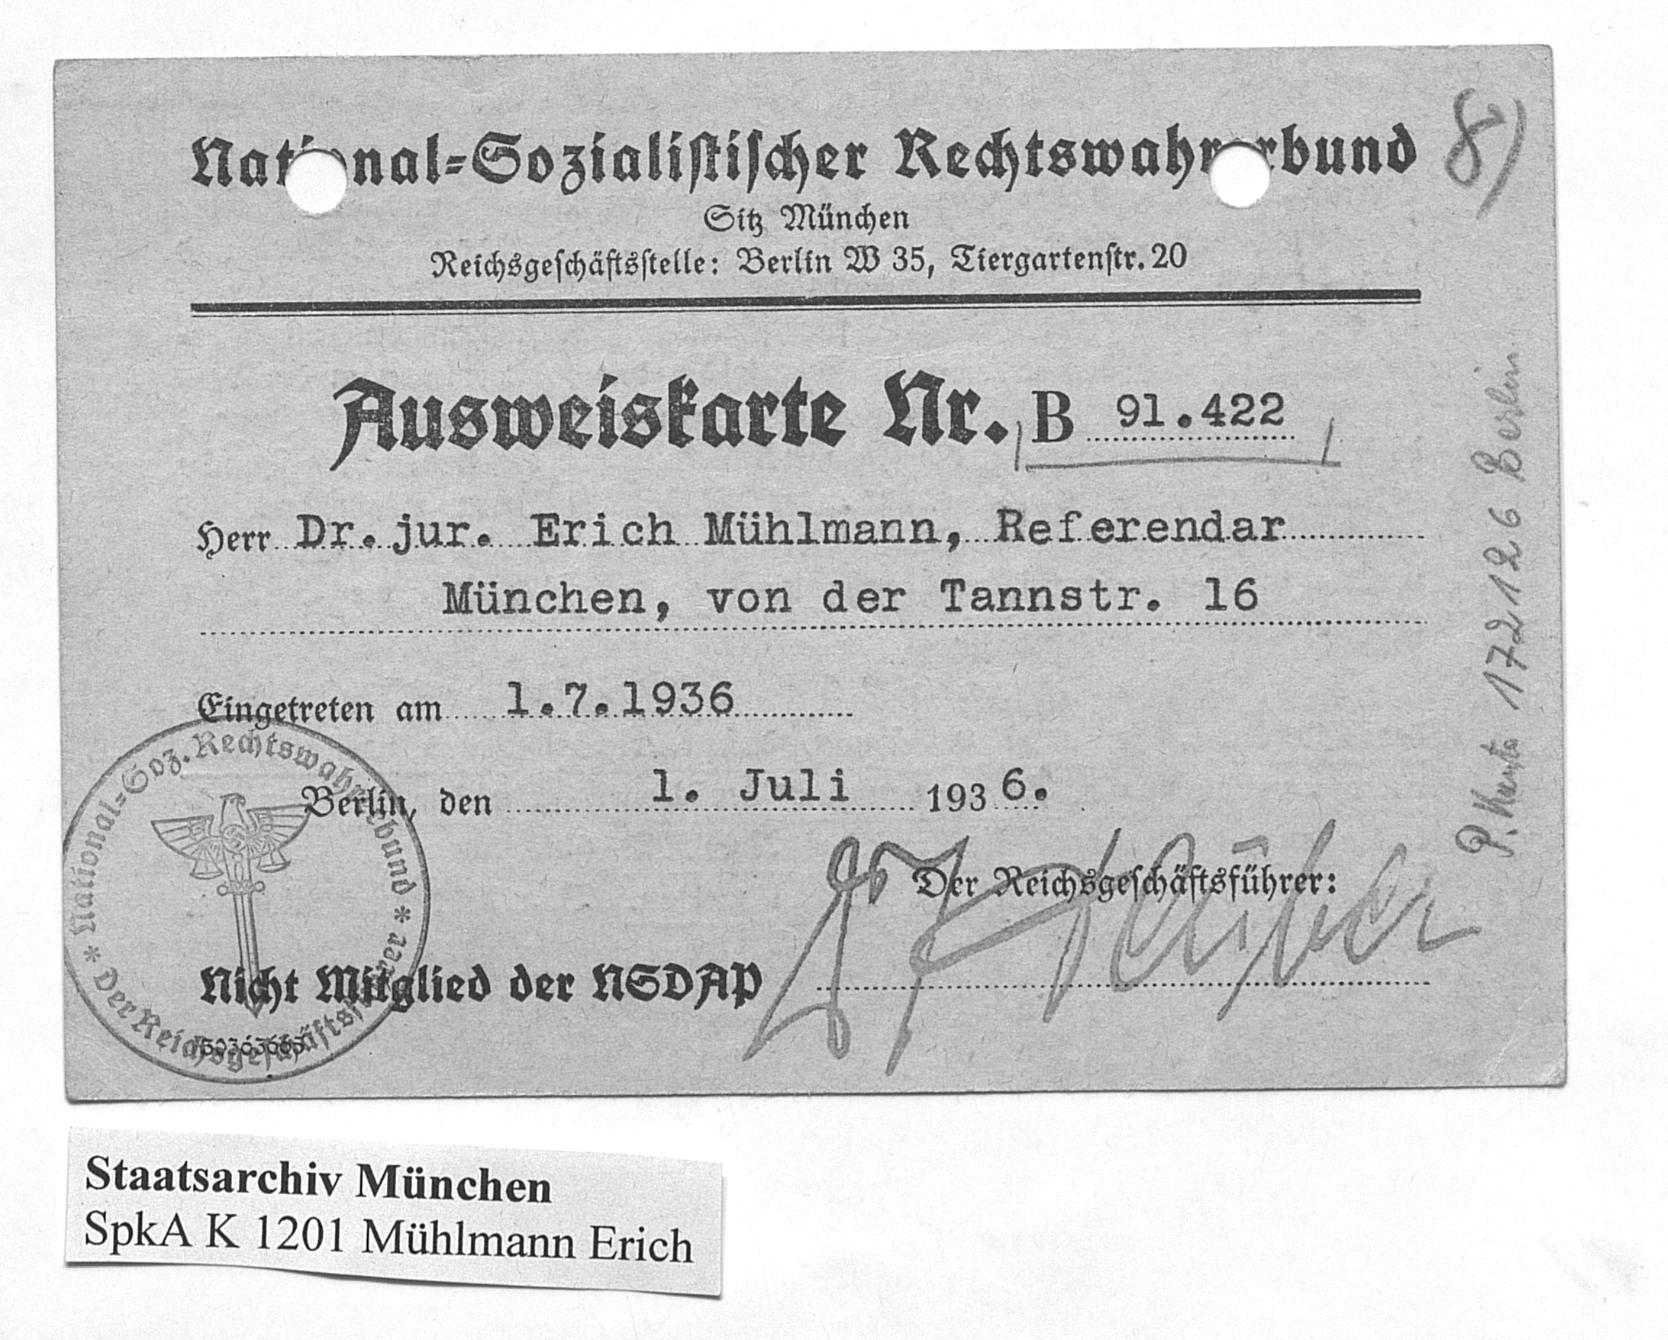 National-Sozialistischer Rechtswahrerbund
8)
Sitz München
Reichsgeschäftsstelle: Berlin W 35, Tiergartenstr. 20
Ausweiskarte Nr. B 91.422
Herr Dr. jur. Erich Mühlmann, Referendar
München, von der Tannstr. 16
Eingetreten am 1.7.1936
Berlin, den 1. Juli 1936.
Der Reichsgeschäftsführer:
Nicht Mitglied der NSDAP
* National-Soz. Rechtswahrerbund *
Der Reichsgeschäftsführer
172126 Berlin
Staatsarchiv München
SpkA K 1201 Mühlmann Erich